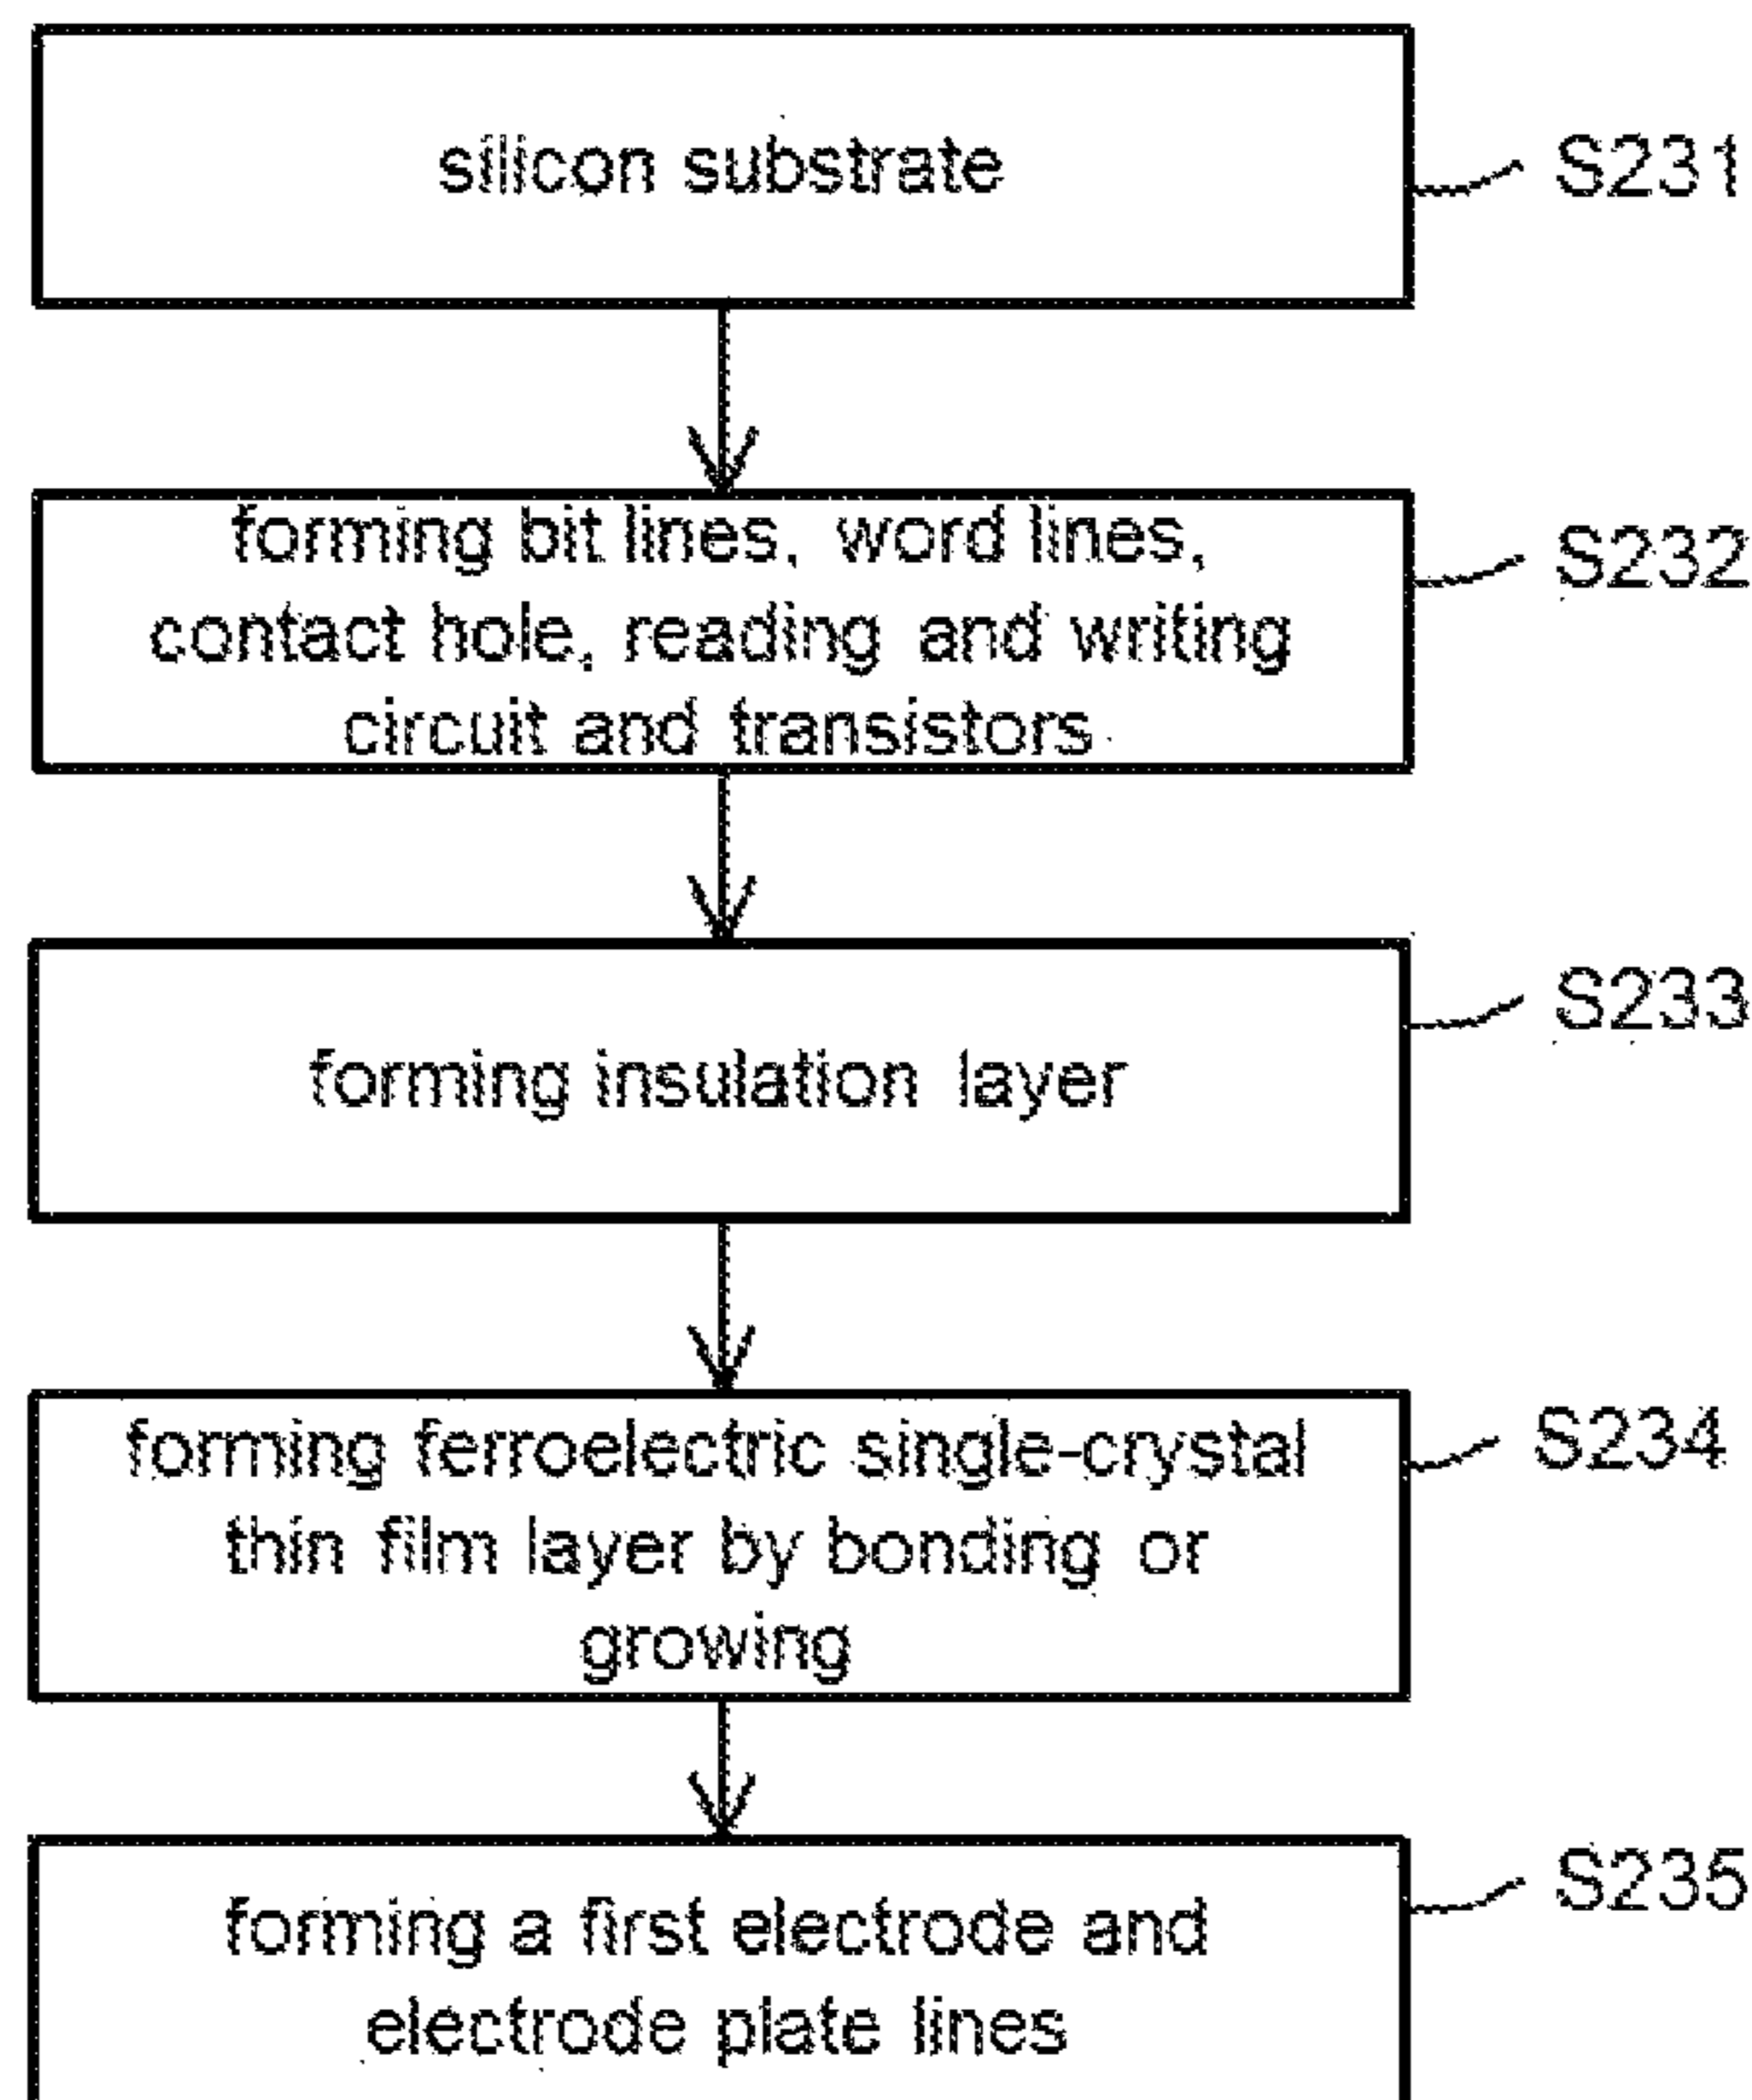 silicon substrate
S231
forming bit lines, word lines,
S232
contact hole, reading and writing
circuit and transistors
S233
forming insulation layer
forming ferroelectric single-crystal
S234
thin film layer by bonding or
growing
S235
forming a first electrode and
electrode plate lines